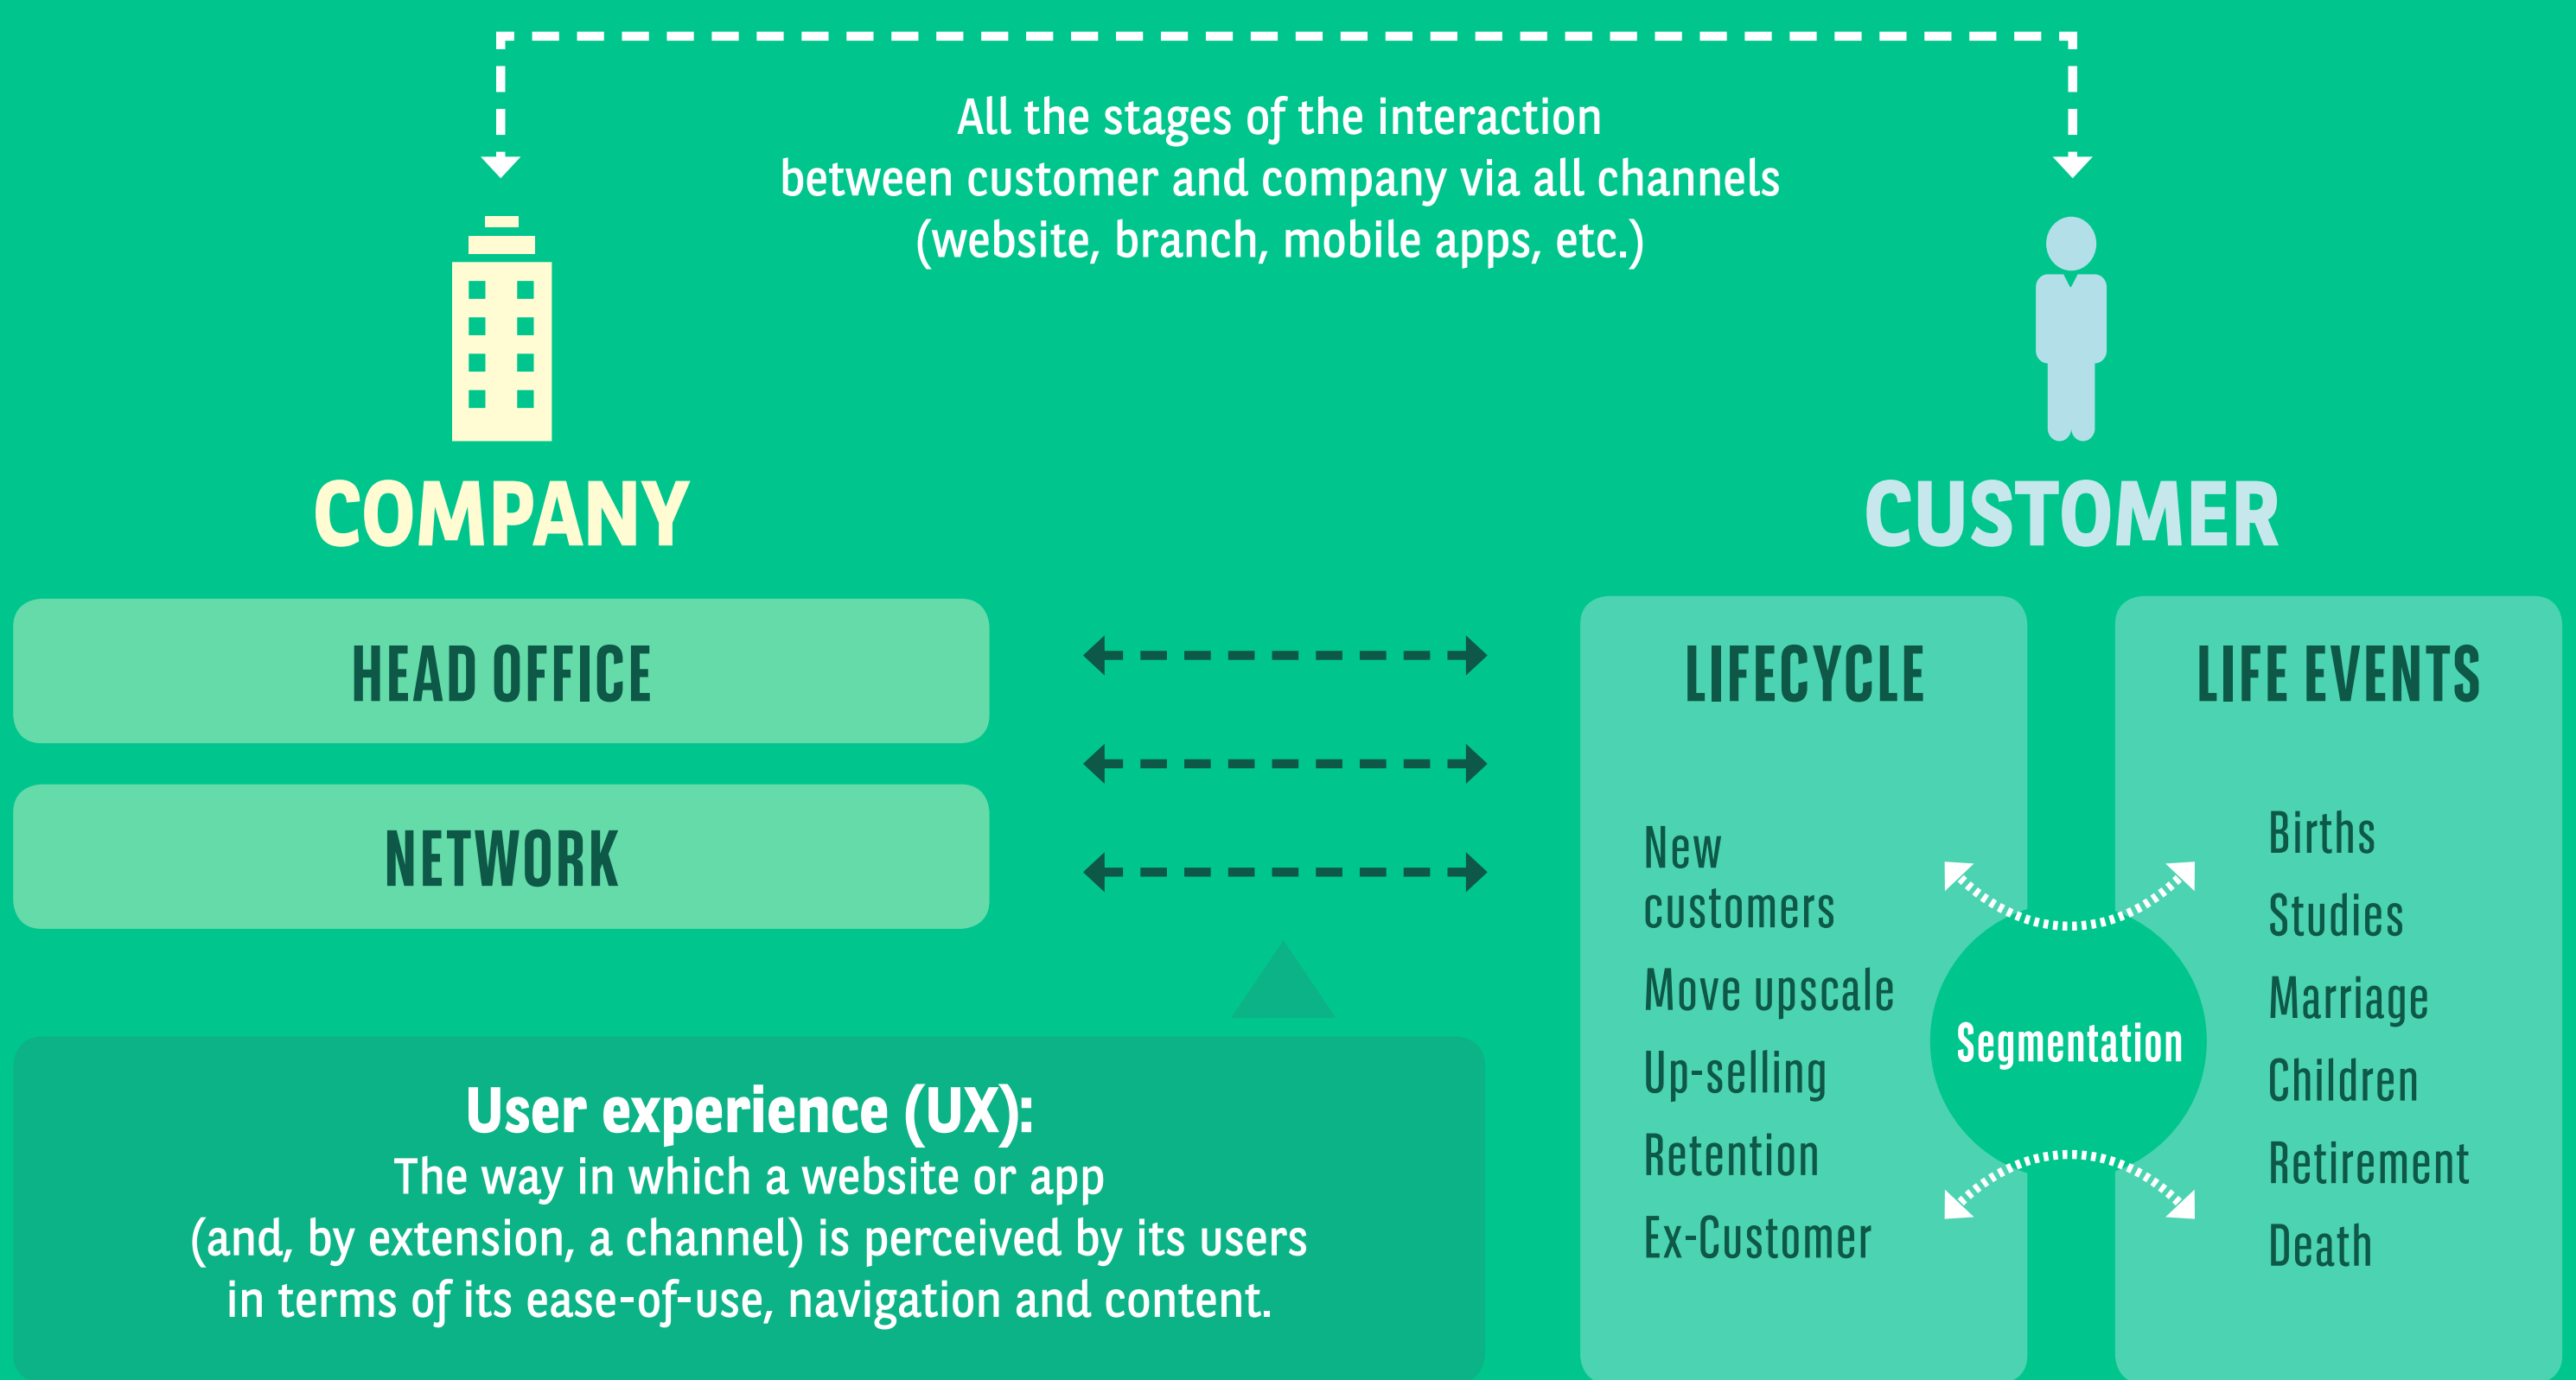 All the stages of the interaction
between customer and company via all channels
(website, branch, mobile apps, etc.)
COMPANY
CUSTOMER
HEAD OFFICE
NETWORK
User experience (UX):
The way in which a website or app
(and, by extension, a channel) is perceived by its users
in terms of its ease-of-use, navigation and content.
LIFECYCLE
New
customers
Move upscale
Up-selling
Retention
Ex-Customer
Segmentation
LIFE EVENTS
Births
Studies
Marriage
Children
Retirement
Death